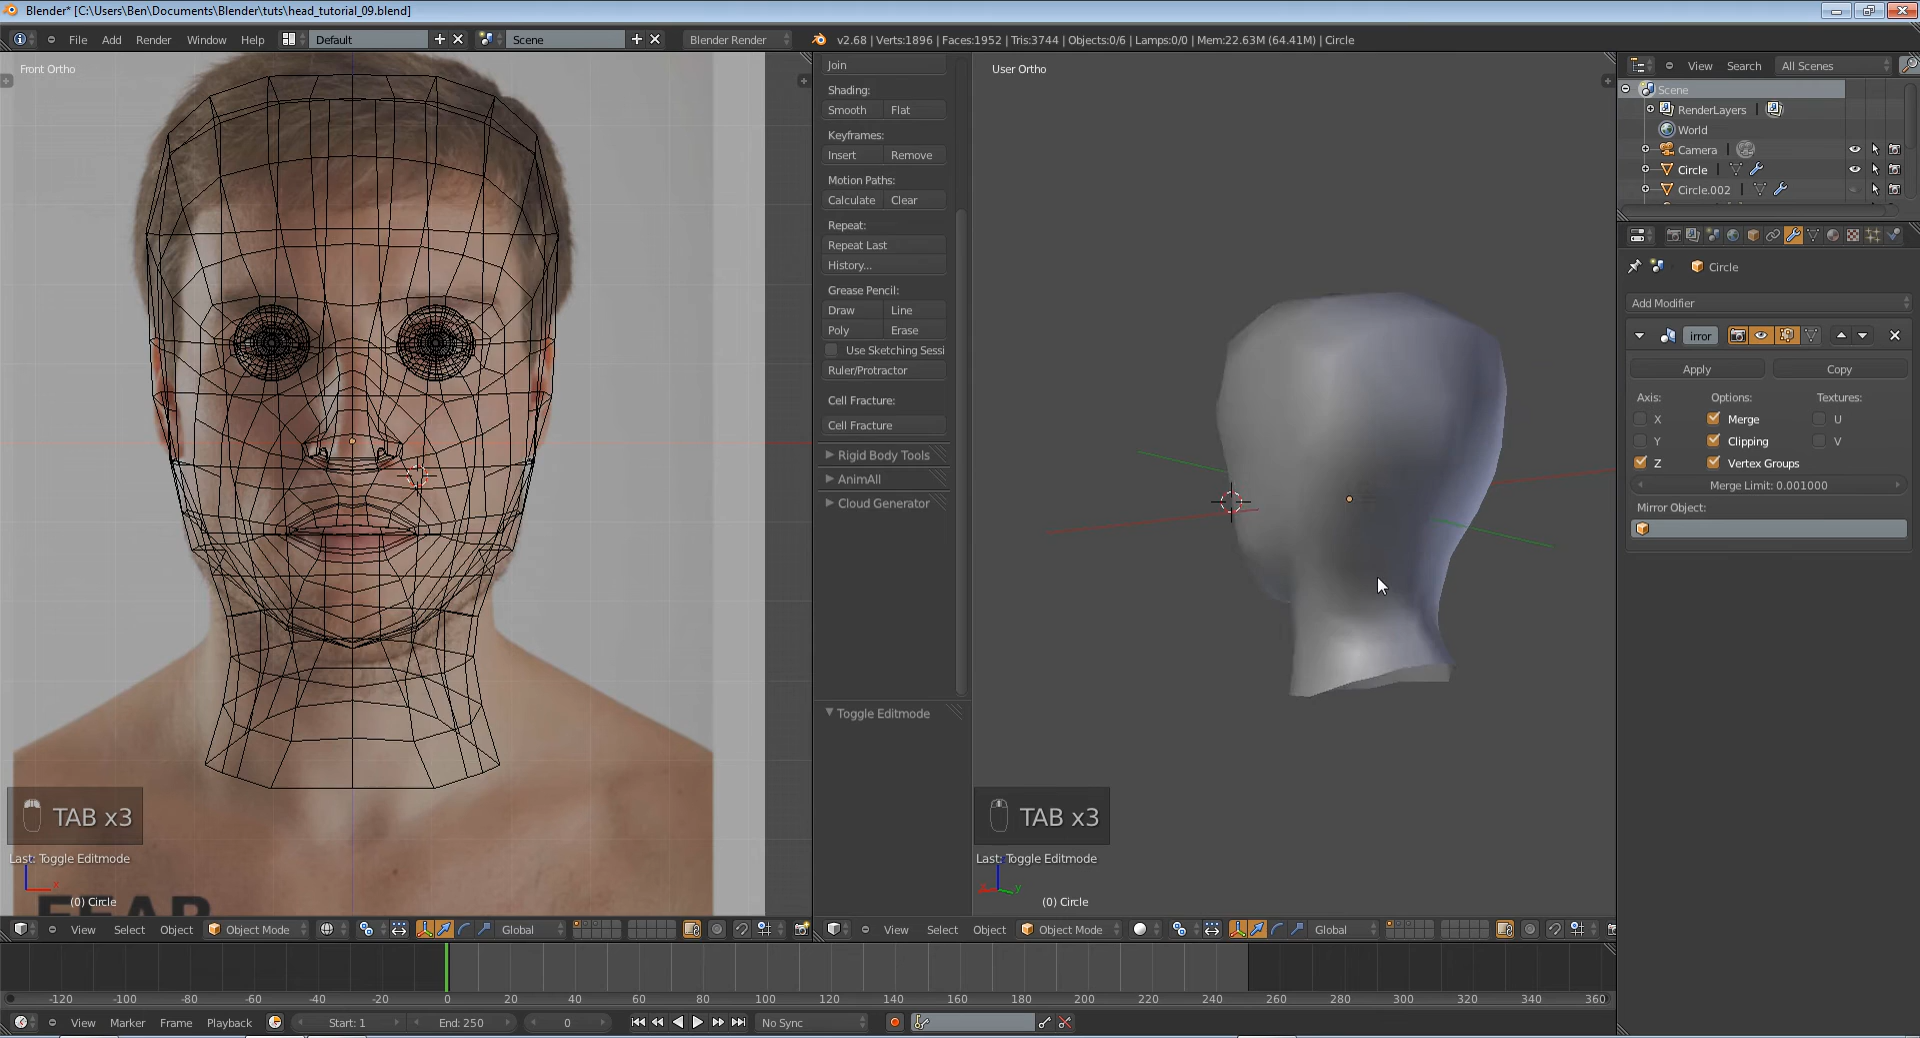 Blender* [C:\Users\Ben\Documents\Blender\tuts\head_tutorial_09.blend]
File Add Render Window Help Default Scene Blender Render v2.68 | Verts:1896 | Faces:1952 | Tris:3744 | Objects:0/6 | Lamps:0/0 | Mem:22.63M (64.41M) | Circle
Front Ortho
Join
Shading:
Smooth Flat
Keyframes:
Insert Remove
Motion Paths:
Calculate Clear
Repeat:
Repeat Last
History...
Grease Pencil:
Draw Line
Poly Erase
Use Sketching Sessi
Ruler/Protractor
Cell Fracture:
Cell Fracture
Rigid Body Tools
AnimAll
Cloud Generator
Toggle Editmode
User Ortho
View Search All Scenes
Scene
RenderLayers
World
Camera
Circle
Circle.002
Circle
Add Modifier
irror
Apply Copy
Axis: Options: Textures:
X Merge U
Y Clipping V
Z Vertex Groups
Merge Limit: 0.001000
Mirror Object:
TAB x3
Last: Toggle Editmode
x
(0) Circle
TAB x3
Last: Toggle Editmode
x y
(0) Circle
View Select Object Object Mode Global
View Select Object Object Mode Global
-120 -100 -80 -60 -40 -20 0 20 40 60 80 100 120 140 160 180 200 220 240 260 280 300 320 340 360
View Marker Frame Playback Start: 1 End: 250 0 No Sync